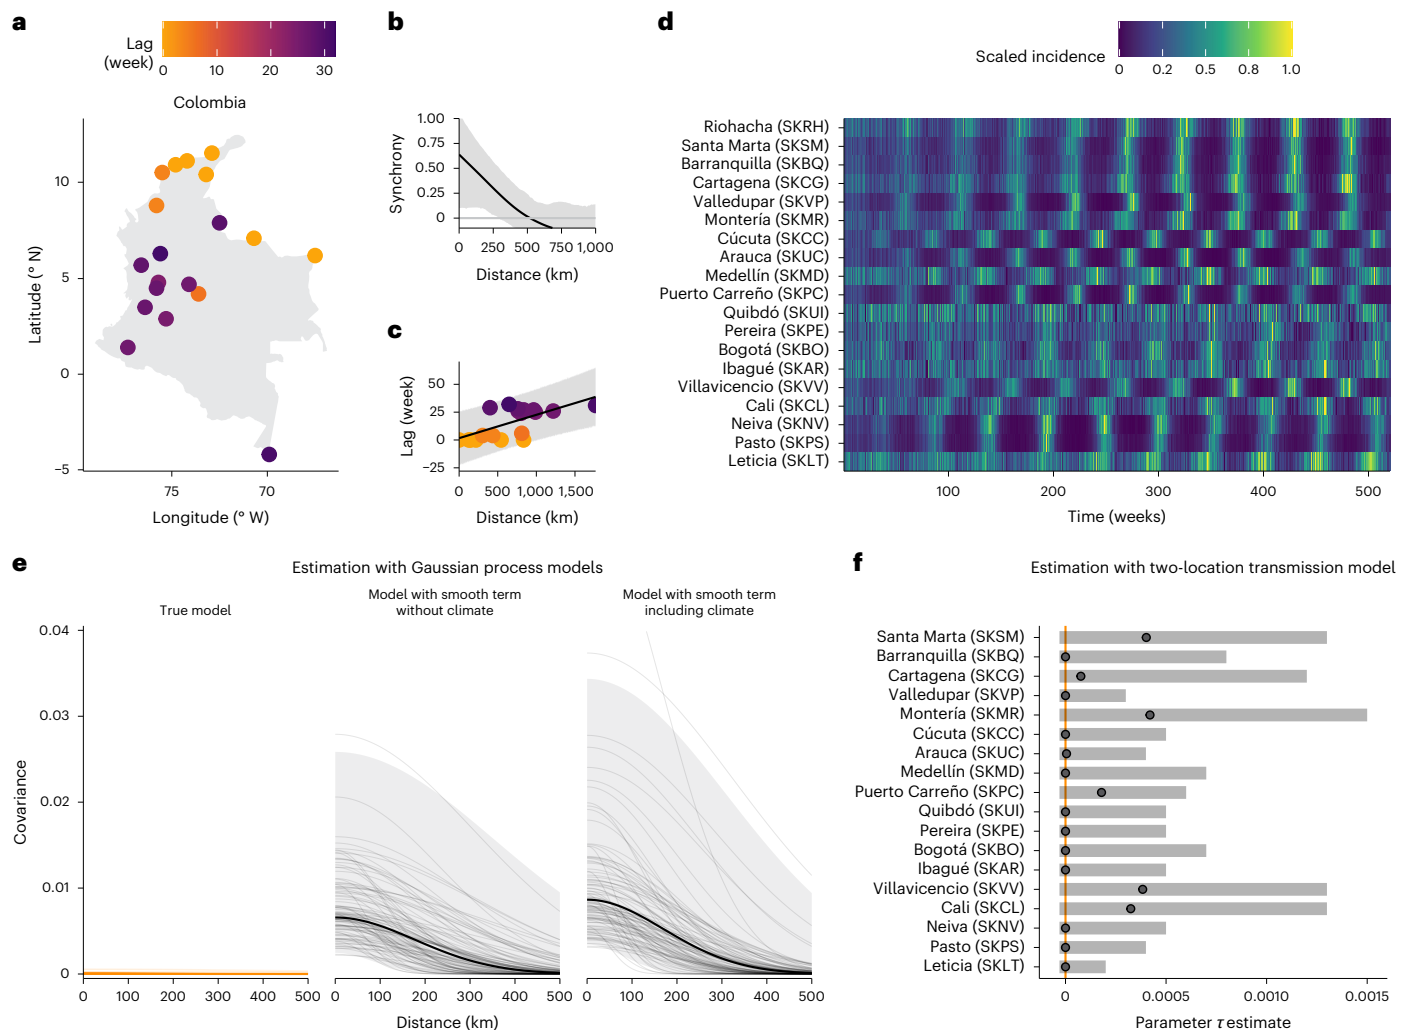 a
Lag
(week)
0 10 20 30
Colombia
Latitude (° N)
10
5
0
−5
75 70
Longitude (° W)
b
Synchrony
1.00
0.75
0.50
0.25
0
0 250 500 750 1,000
Distance (km)
c
Lag (week)
50
25
0
−25
0 500 1,000 1,500
Distance (km)
d
Scaled incidence
0 0.2 0.5 0.8 1.0
Riohacha (SKRH)
Santa Marta (SKSM)
Barranquilla (SKBQ)
Cartagena (SKCG)
Valledupar (SKVP)
Montería (SKMR)
Cúcuta (SKCC)
Arauca (SKUC)
Medellín (SKMD)
Puerto Carreño (SKPC)
Quibdó (SKUI)
Pereira (SKPE)
Bogotá (SKBO)
Ibagué (SKAR)
Villavicencio (SKVV)
Cali (SKCL)
Neiva (SKNV)
Pasto (SKPS)
Leticia (SKLT)
100 200 300 400 500
Time (weeks)
e
Estimation with Gaussian process models
True model
Model with smooth term
without climate
Model with smooth term
including climate
Covariance
0.04
0.03
0.02
0.01
0
0 100 200 300 400 500
0 100 200 300 400 500
0 100 200 300 400 500
Distance (km)
f
Estimation with two-location transmission model
Santa Marta (SKSM)
Barranquilla (SKBQ)
Cartagena (SKCG)
Valledupar (SKVP)
Montería (SKMR)
Cúcuta (SKCC)
Arauca (SKUC)
Medellín (SKMD)
Puerto Carreño (SKPC)
Quibdó (SKUI)
Pereira (SKPE)
Bogotá (SKBO)
Ibagué (SKAR)
Villavicencio (SKVV)
Cali (SKCL)
Neiva (SKNV)
Pasto (SKPS)
Leticia (SKLT)
0 0.0005 0.0010 0.0015
Parameter τ estimate